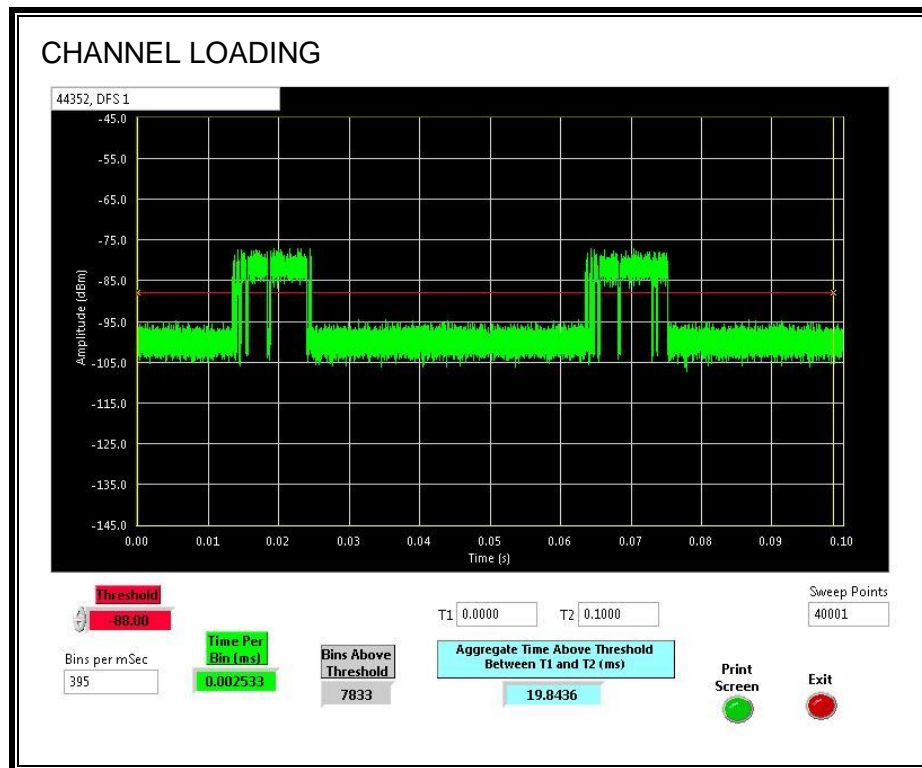 CHANNEL LOADING
44352, DFS 1
-45.0
-55.0
-65.0
-75.0
-85.0
-95.0
-105.0
-115.0
-125.0
-135.0
-145.0
Amplitude (dBm)
0.00 0.01 0.02 0.03 0.04 0.05 0.06 0.07 0.08 0.09 0.10
Time (s)
Threshold
-88.00
T1 0.0000 T2 0.1000
Sweep Points
40001
Bins per mSec
395
Time Per
Bin (ms)
0.002533
Bins Above
Threshold
7833
Aggregate Time Above Threshold
Between T1 and T2 (ms)
19.8436
Print
Screen
Exit